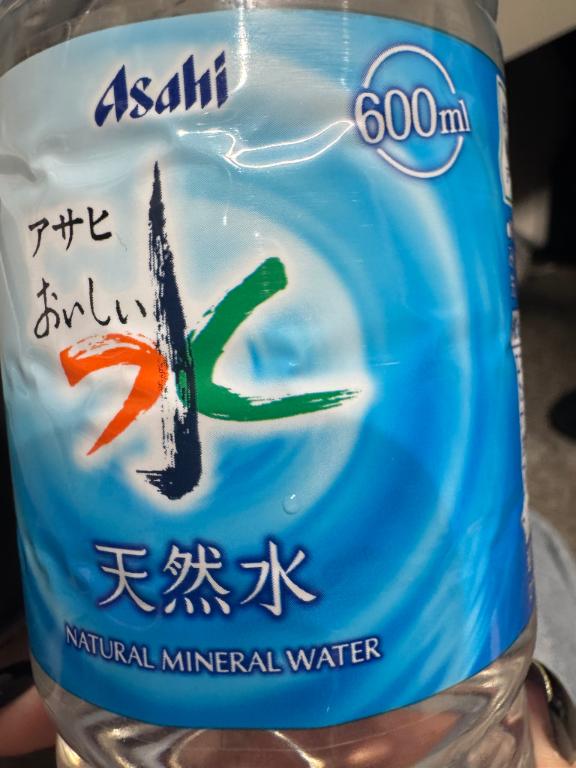 Asahi
600ml
アサヒ
おいしい
水
天然水
NATURAL MINERAL WATER